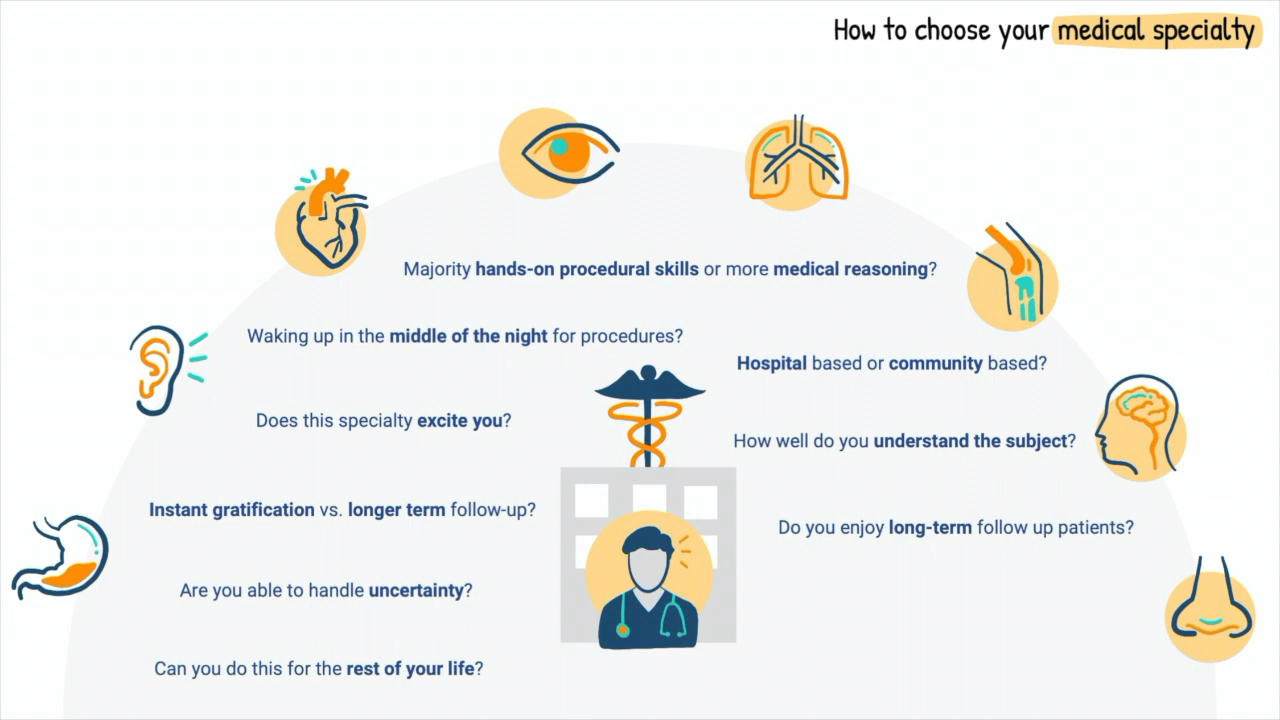 How to choose your medical specialty
Majority hands-on procedural skills or more medical reasoning?
Waking up in the middle of the night for procedures?
Hospital based or community based?
Does this specialty excite you?
How well do you understand the subject?
Instant gratification vs. longer term follow-up?
Do you enjoy long-term follow up patients?
Are you able to handle uncertainty?
Can you do this for the rest of your life?